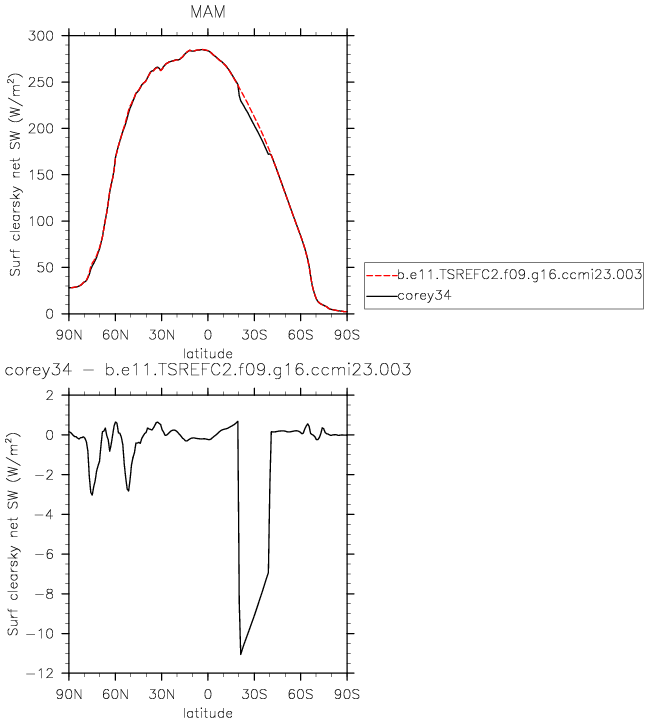 MAM
Surf clearsky net SW (W/m²)
300
250
200
150
100
50
0
90N 60N 30N 0 30S 60S 90S
latitude
b.e11.TSREFC2.f09.g16.ccmi23.003
corey34
corey34 − b.e11.TSREFC2.f09.g16.ccmi23.003
Surf clearsky net SW (W/m²)
2
0
−2
−4
−6
−8
−10
−12
90N 60N 30N 0 30S 60S 90S
latitude